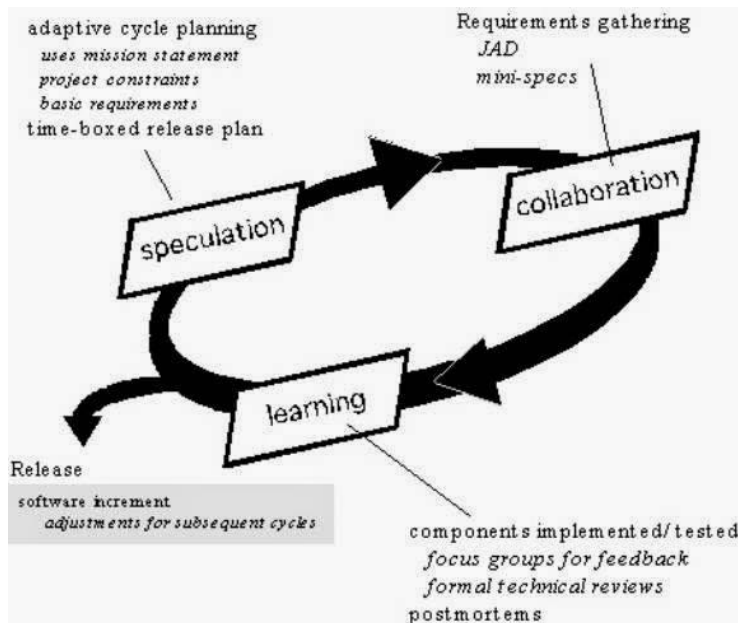 adaptive cycle planning
uses mission statement
project constraints
basic requirements
time-boxed release plan
Requirements gathering
JAD
mini-specs
speculation
collaboration
learning
Release
software increment
adjustments for subsequent cycles
components implemented/tested
focus groups for feedback
formal technical reviews
postmortems